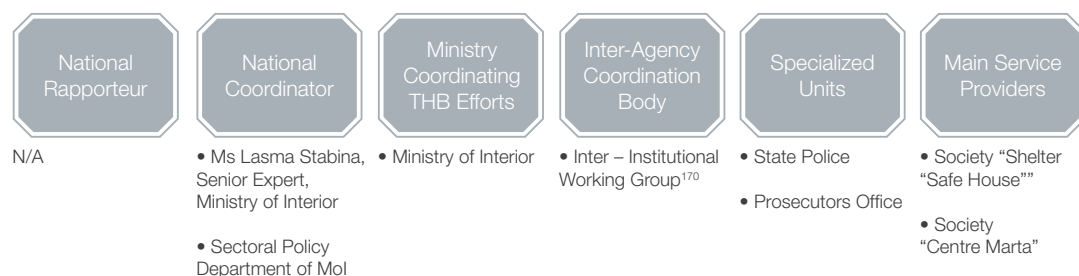 National
Rapporteur
N/A
National
Coordinator
• Ms Lasma Stabina,
Senior Expert,
Ministry of Interior
• Sectoral Policy
Department of MoI
Ministry
Coordinating
THB Efforts
• Ministry of Interior
Inter-Agency
Coordination
Body
• Inter – Institutional
Working Group170
Specialized
Units
• State Police
• Prosecutors Office
Main Service
Providers
• Society “Shelter
“Safe House””
• Society
“Centre Marta”